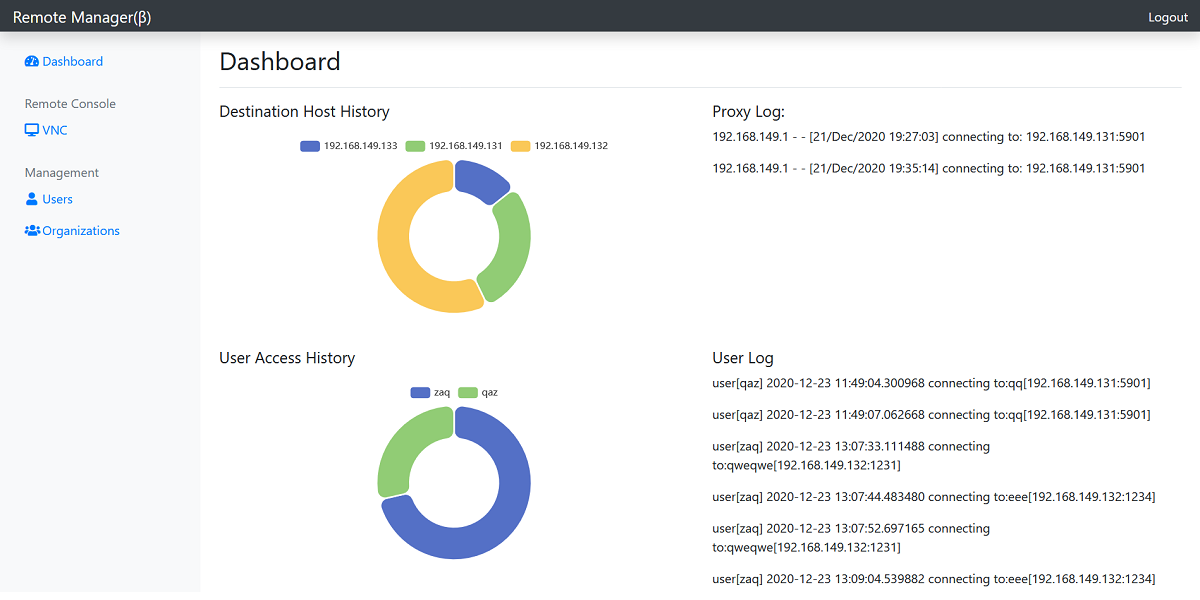 Remote Manager(β)
Logout
Dashboard
Remote Console
VNC
Management
Users
Organizations
Dashboard
Destination Host History
192.168.149.133 192.168.149.131 192.168.149.132
Proxy Log:
192.168.149.1 - - [21/Dec/2020 19:27:03] connecting to: 192.168.149.131:5901
192.168.149.1 - - [21/Dec/2020 19:35:14] connecting to: 192.168.149.131:5901
User Access History
zaq qaz
User Log
user[qaz] 2020-12-23 11:49:04.300968 connecting to:qq[192.168.149.131:5901]
user[qaz] 2020-12-23 11:49:07.062668 connecting to:qq[192.168.149.131:5901]
user[zaq] 2020-12-23 13:07:33.111488 connecting
to:qweqwe[192.168.149.132:1231]
user[zaq] 2020-12-23 13:07:44.483480 connecting to:eee[192.168.149.132:1234]
user[zaq] 2020-12-23 13:07:52.697165 connecting
to:qweqwe[192.168.149.132:1231]
user[zaq] 2020-12-23 13:09:04.539882 connecting to:eee[192.168.149.132:1234]